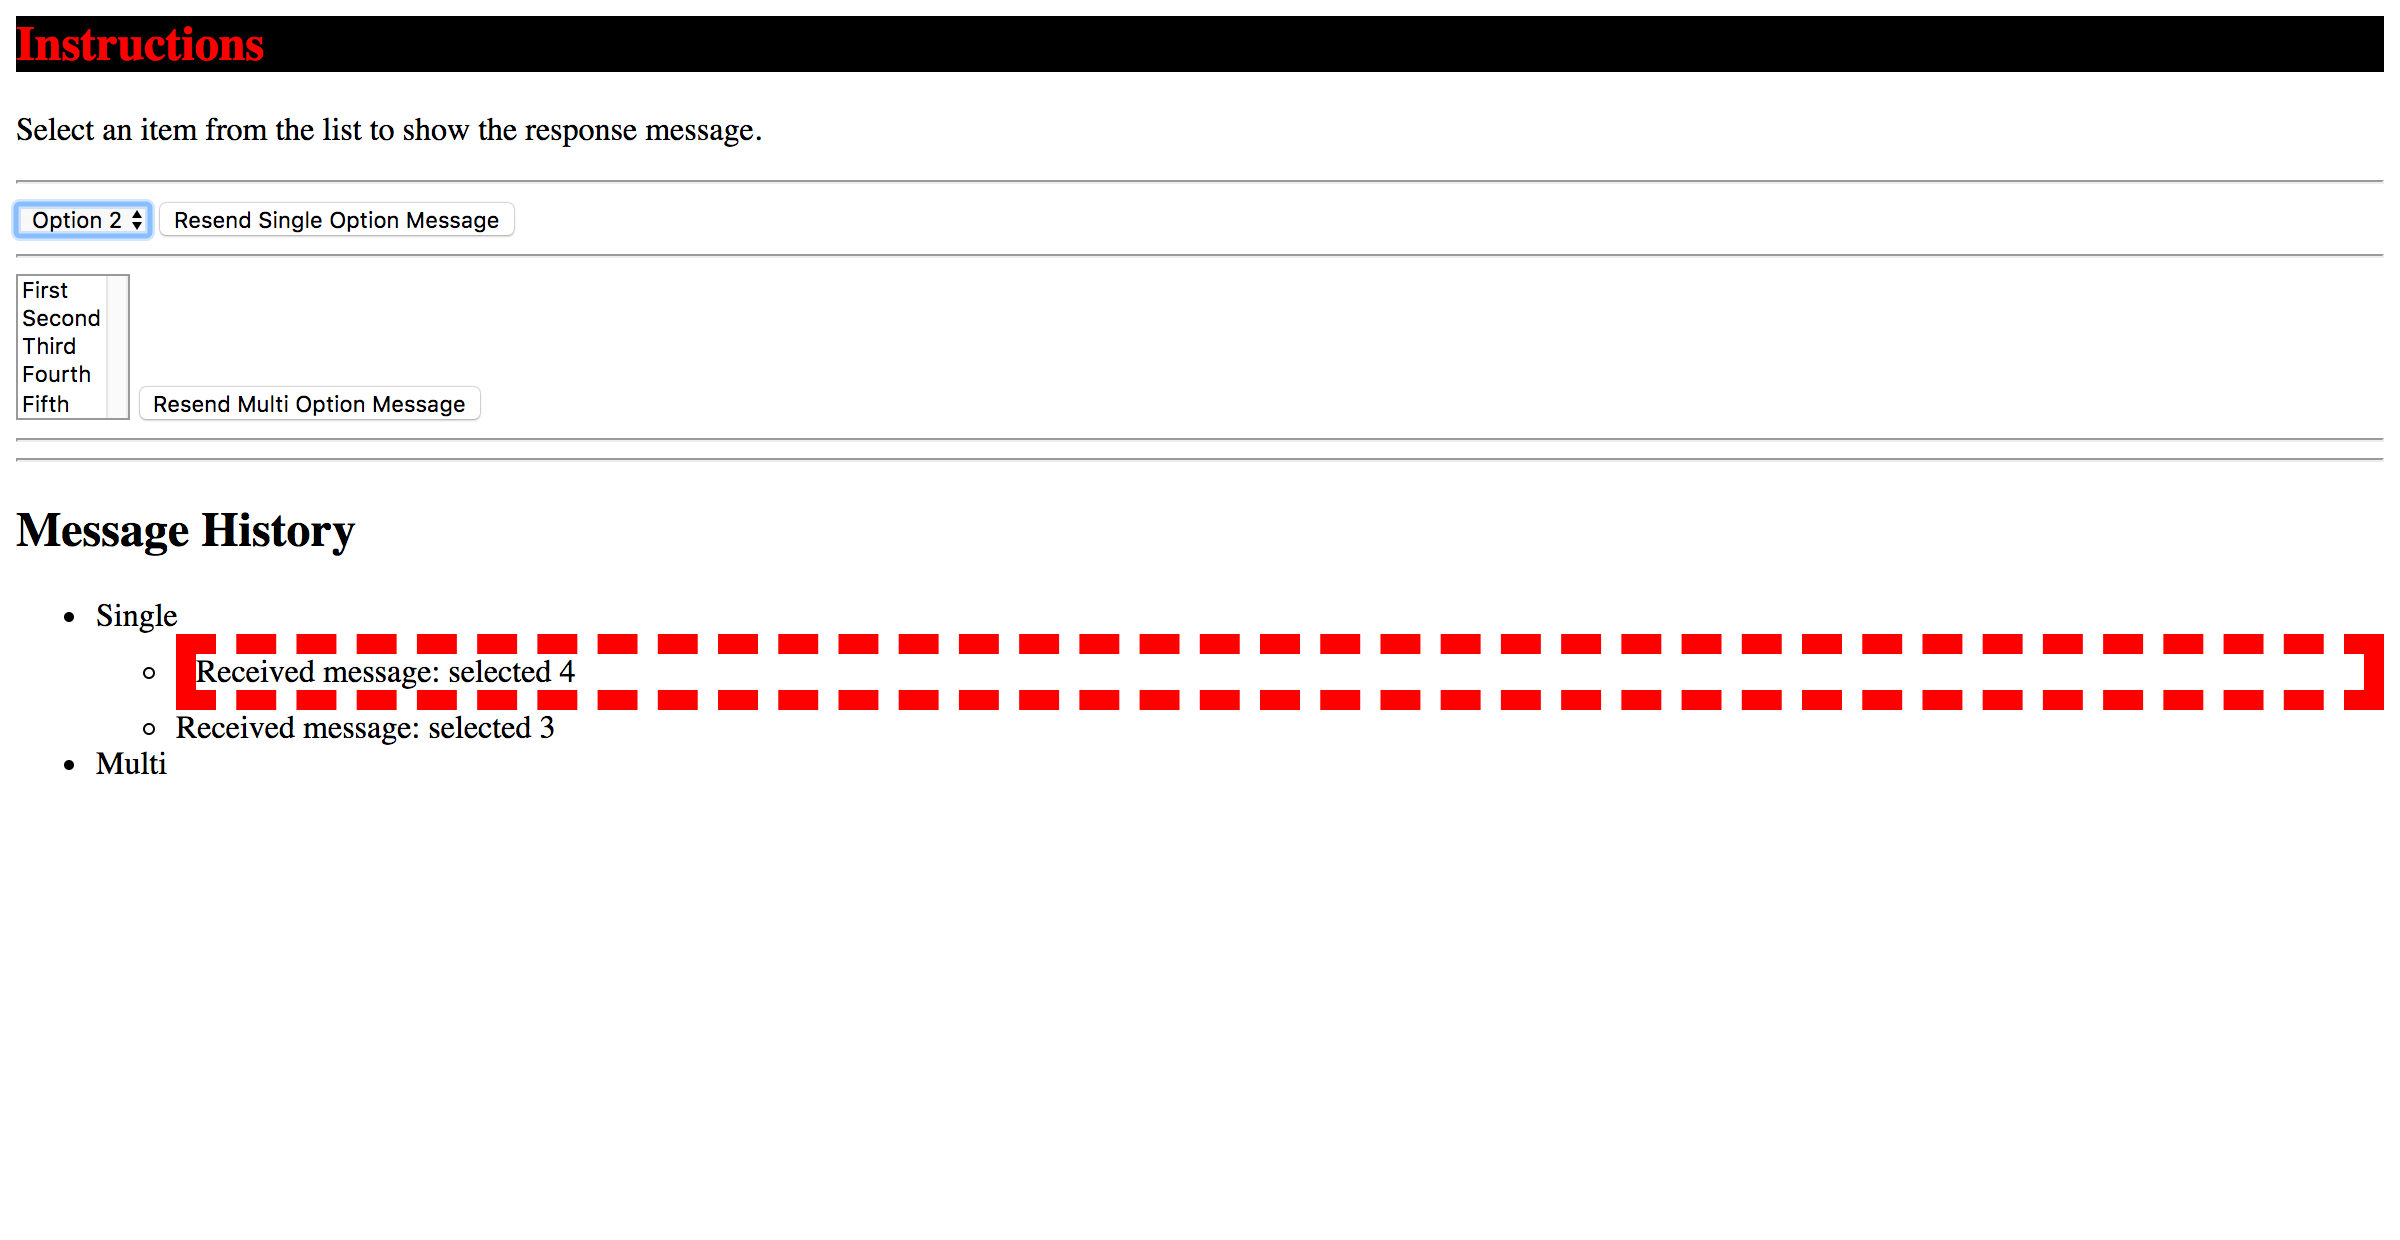 Instructions
Select an item from the list to show the response message.
Option 2 Resend Single Option Message
First
Second
Third
Fourth
Fifth Resend Multi Option Message
Message History
Single
Received message: selected 4
Received message: selected 3
Multi